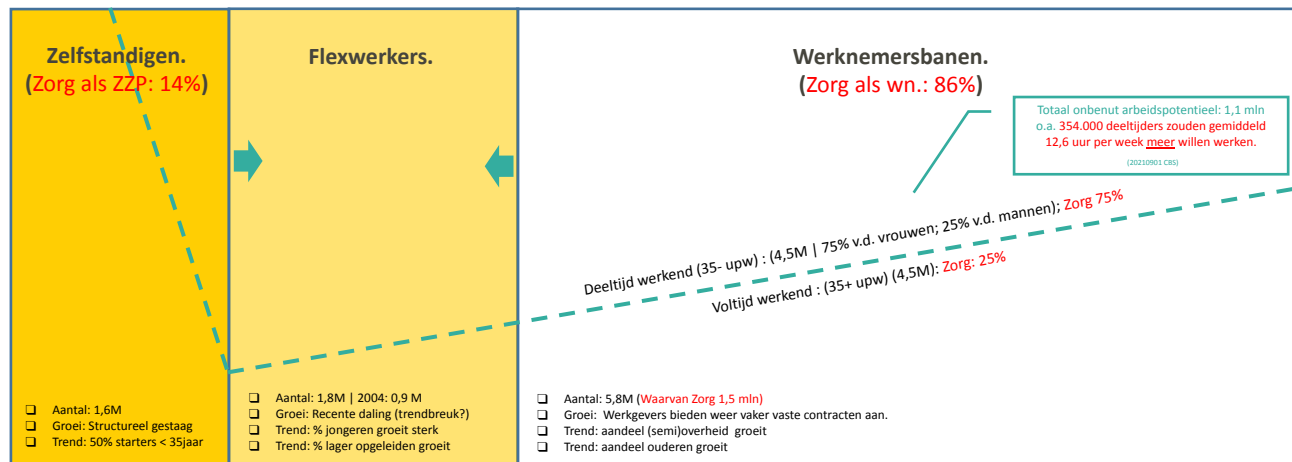 Zelfstandigen.
(Zorg als ZZP: 14%)
Flexwerkers.
Werknemersbanen.
(Zorg als wn.: 86%)
Totaal onbenut arbeidspotentieel: 1,1 mln
o.a. 354.000 deeltijders zouden gemiddeld
12,6 uur per week meer willen werken.
(20210901 CBS)
Deeltijd werkend (35- upw) : (4,5M | 75% v.d. vrouwen; 25% v.d. mannen); Zorg 75%
Voltijd werkend : (35+ upw) (4,5M): Zorg: 25%
❑ Aantal: 1,6M
❑ Groei: Structureel gestaag
❑ Trend: 50% starters < 35jaar
❑ Aantal: 1,8M | 2004: 0,9 M
❑ Groei: Recente daling (trendbreuk?)
❑ Trend: % jongeren groeit sterk
❑ Trend: % lager opgeleiden groeit
❑ Aantal: 5,8M (Waarvan Zorg 1,5 mln)
❑ Groei: Werkgevers bieden weer vaker vaste contracten aan.
❑ Trend: aandeel (semi)overheid groeit
❑ Trend: aandeel ouderen groeit